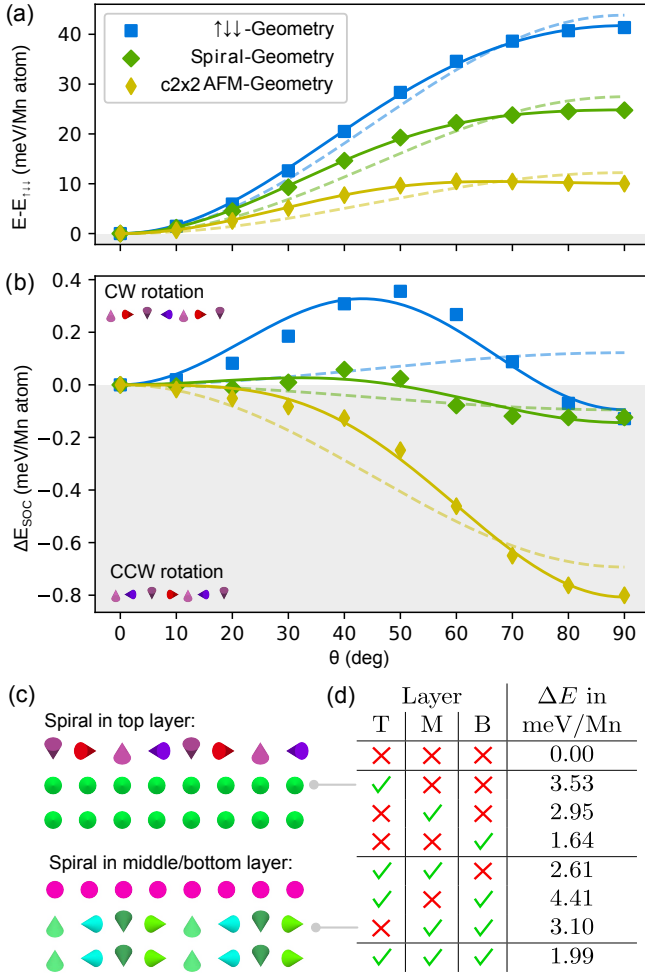 (a)
E-E↑↓↓ (meV/Mn atom)
40
30
20
10
0
↑↓↓-Geometry
Spiral-Geometry
c2x2 AFM-Geometry
(b)
ΔE_SOC (meV/Mn atom)
0.4
0.2
0.0
−0.2
−0.4
−0.6
−0.8
CW rotation
CCW rotation
0 10 20 30 40 50 60 70 80 90
θ (deg)
(c)
Spiral in top layer:
Spiral in middle/bottom layer:
(d)
Layer ΔE in
T M B meV/Mn
✗ ✗ ✗ 0.00
✓ ✗ ✗ 3.53
✗ ✓ ✗ 2.95
✗ ✗ ✓ 1.64
✓ ✓ ✗ 2.61
✓ ✗ ✓ 4.41
✗ ✓ ✓ 3.10
✓ ✓ ✓ 1.99